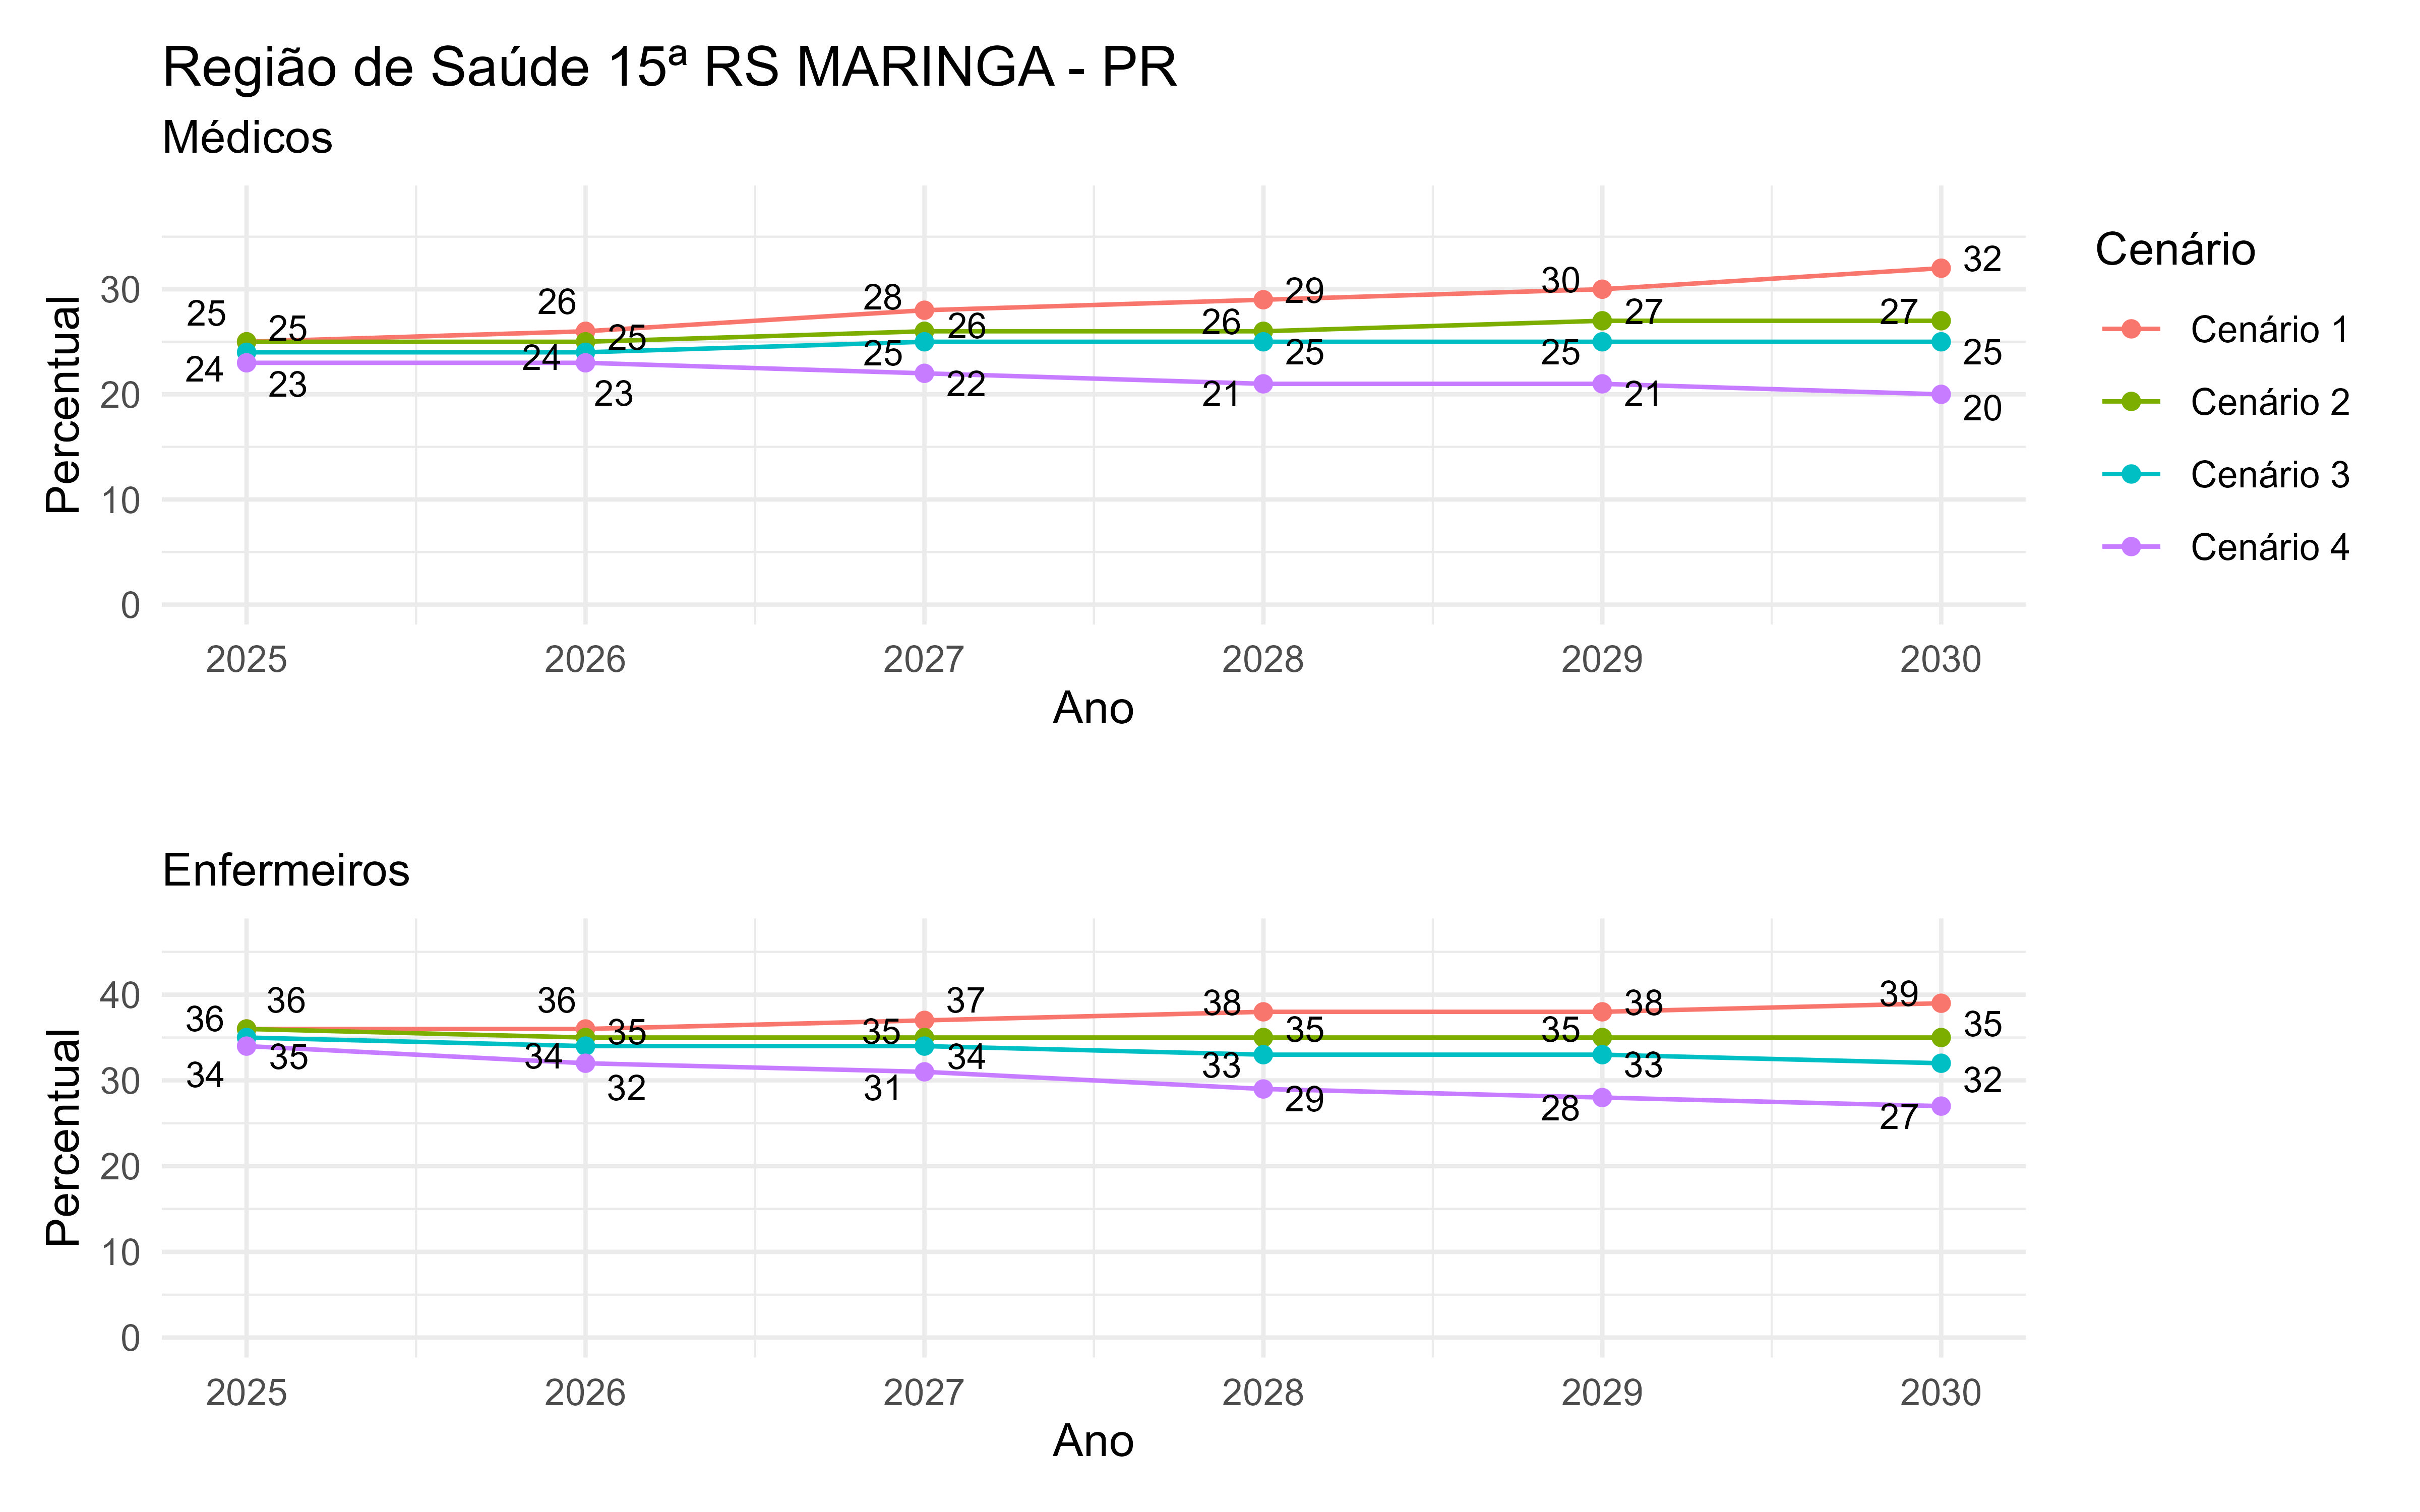 Região de Saúde 15ª RS MARINGA - PR
Médicos
Percentual
30
20
10
0
25 25 24 23
26 25 24 23
28 26 25 22
29 26 25 21
30 27 25 21
32 27 25 20
2025 2026 2027 2028 2029 2030
Ano
Cenário
Cenário 1
Cenário 2
Cenário 3
Cenário 4
Enfermeiros
Percentual
40
30
20
10
0
36 36 35 34
36 35 34 32
37 35 34 31
38 35 33 29
38 35 33 28
39 35 32 27
2025 2026 2027 2028 2029 2030
Ano